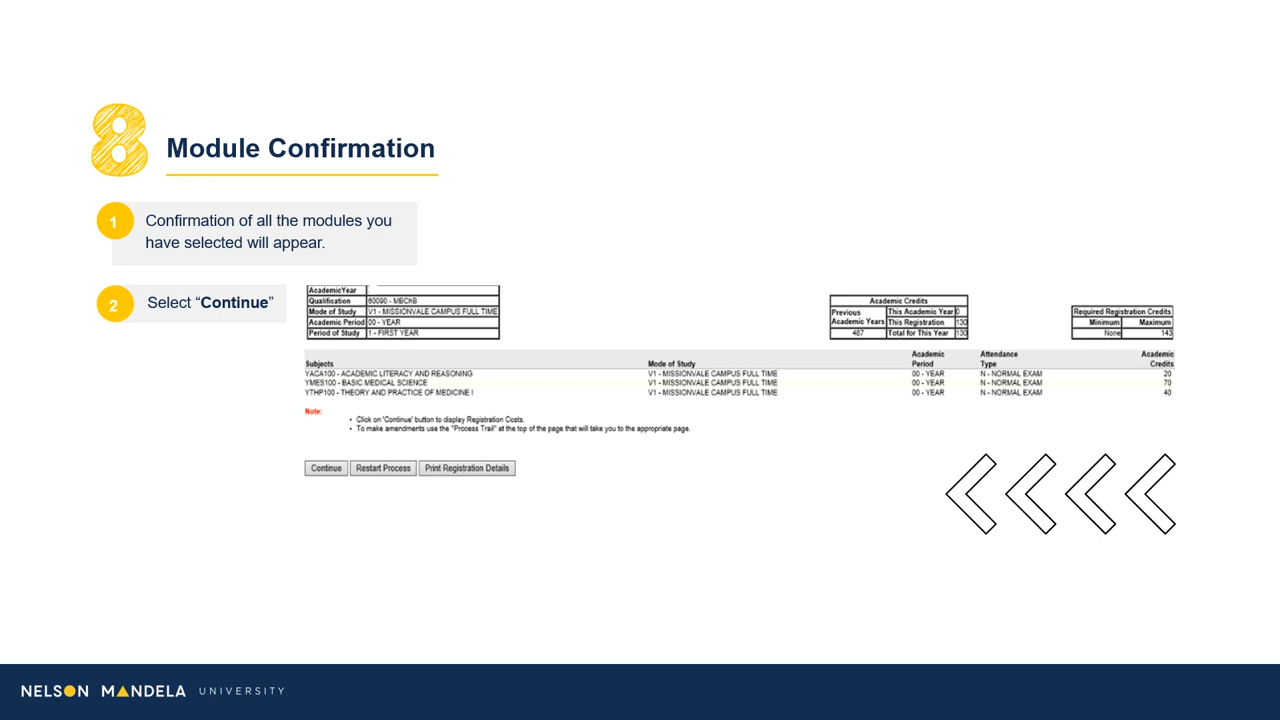 8
Module Confirmation
1
Confirmation of all the modules you
have selected will appear.
2
Select “Continue”
AcademicYear
Qualification 60090 - MBChB
Mode of Study V1 - MISSIONVALE CAMPUS FULL TIME
Academic Period 00 - YEAR
Period of Study 1 - FIRST YEAR
Academic Credits
Previous Academic Years 487
This Academic Year 0
This Registration 130
Total for This Year 130
Required Registration Credits
Minimum Maximum
None 143
Subjects Mode of Study Academic Period Attendance Type Academic Credits
YACA100 - ACADEMIC LITERACY AND REASONING V1 - MISSIONVALE CAMPUS FULL TIME 00 - YEAR N - NORMAL EXAM 20
YMES100 - BASIC MEDICAL SCIENCE V1 - MISSIONVALE CAMPUS FULL TIME 00 - YEAR N - NORMAL EXAM 70
YTHP100 - THEORY AND PRACTICE OF MEDICINE I V1 - MISSIONVALE CAMPUS FULL TIME 00 - YEAR N - NORMAL EXAM 40
Note:
• Click on 'Continue' button to display Registration Costs.
• To make amendments use the "Process Trail" at the top of the page that will take you to the appropriate page.
Continue Restart Process Print Registration Details
NELSON MANDELA UNIVERSITY